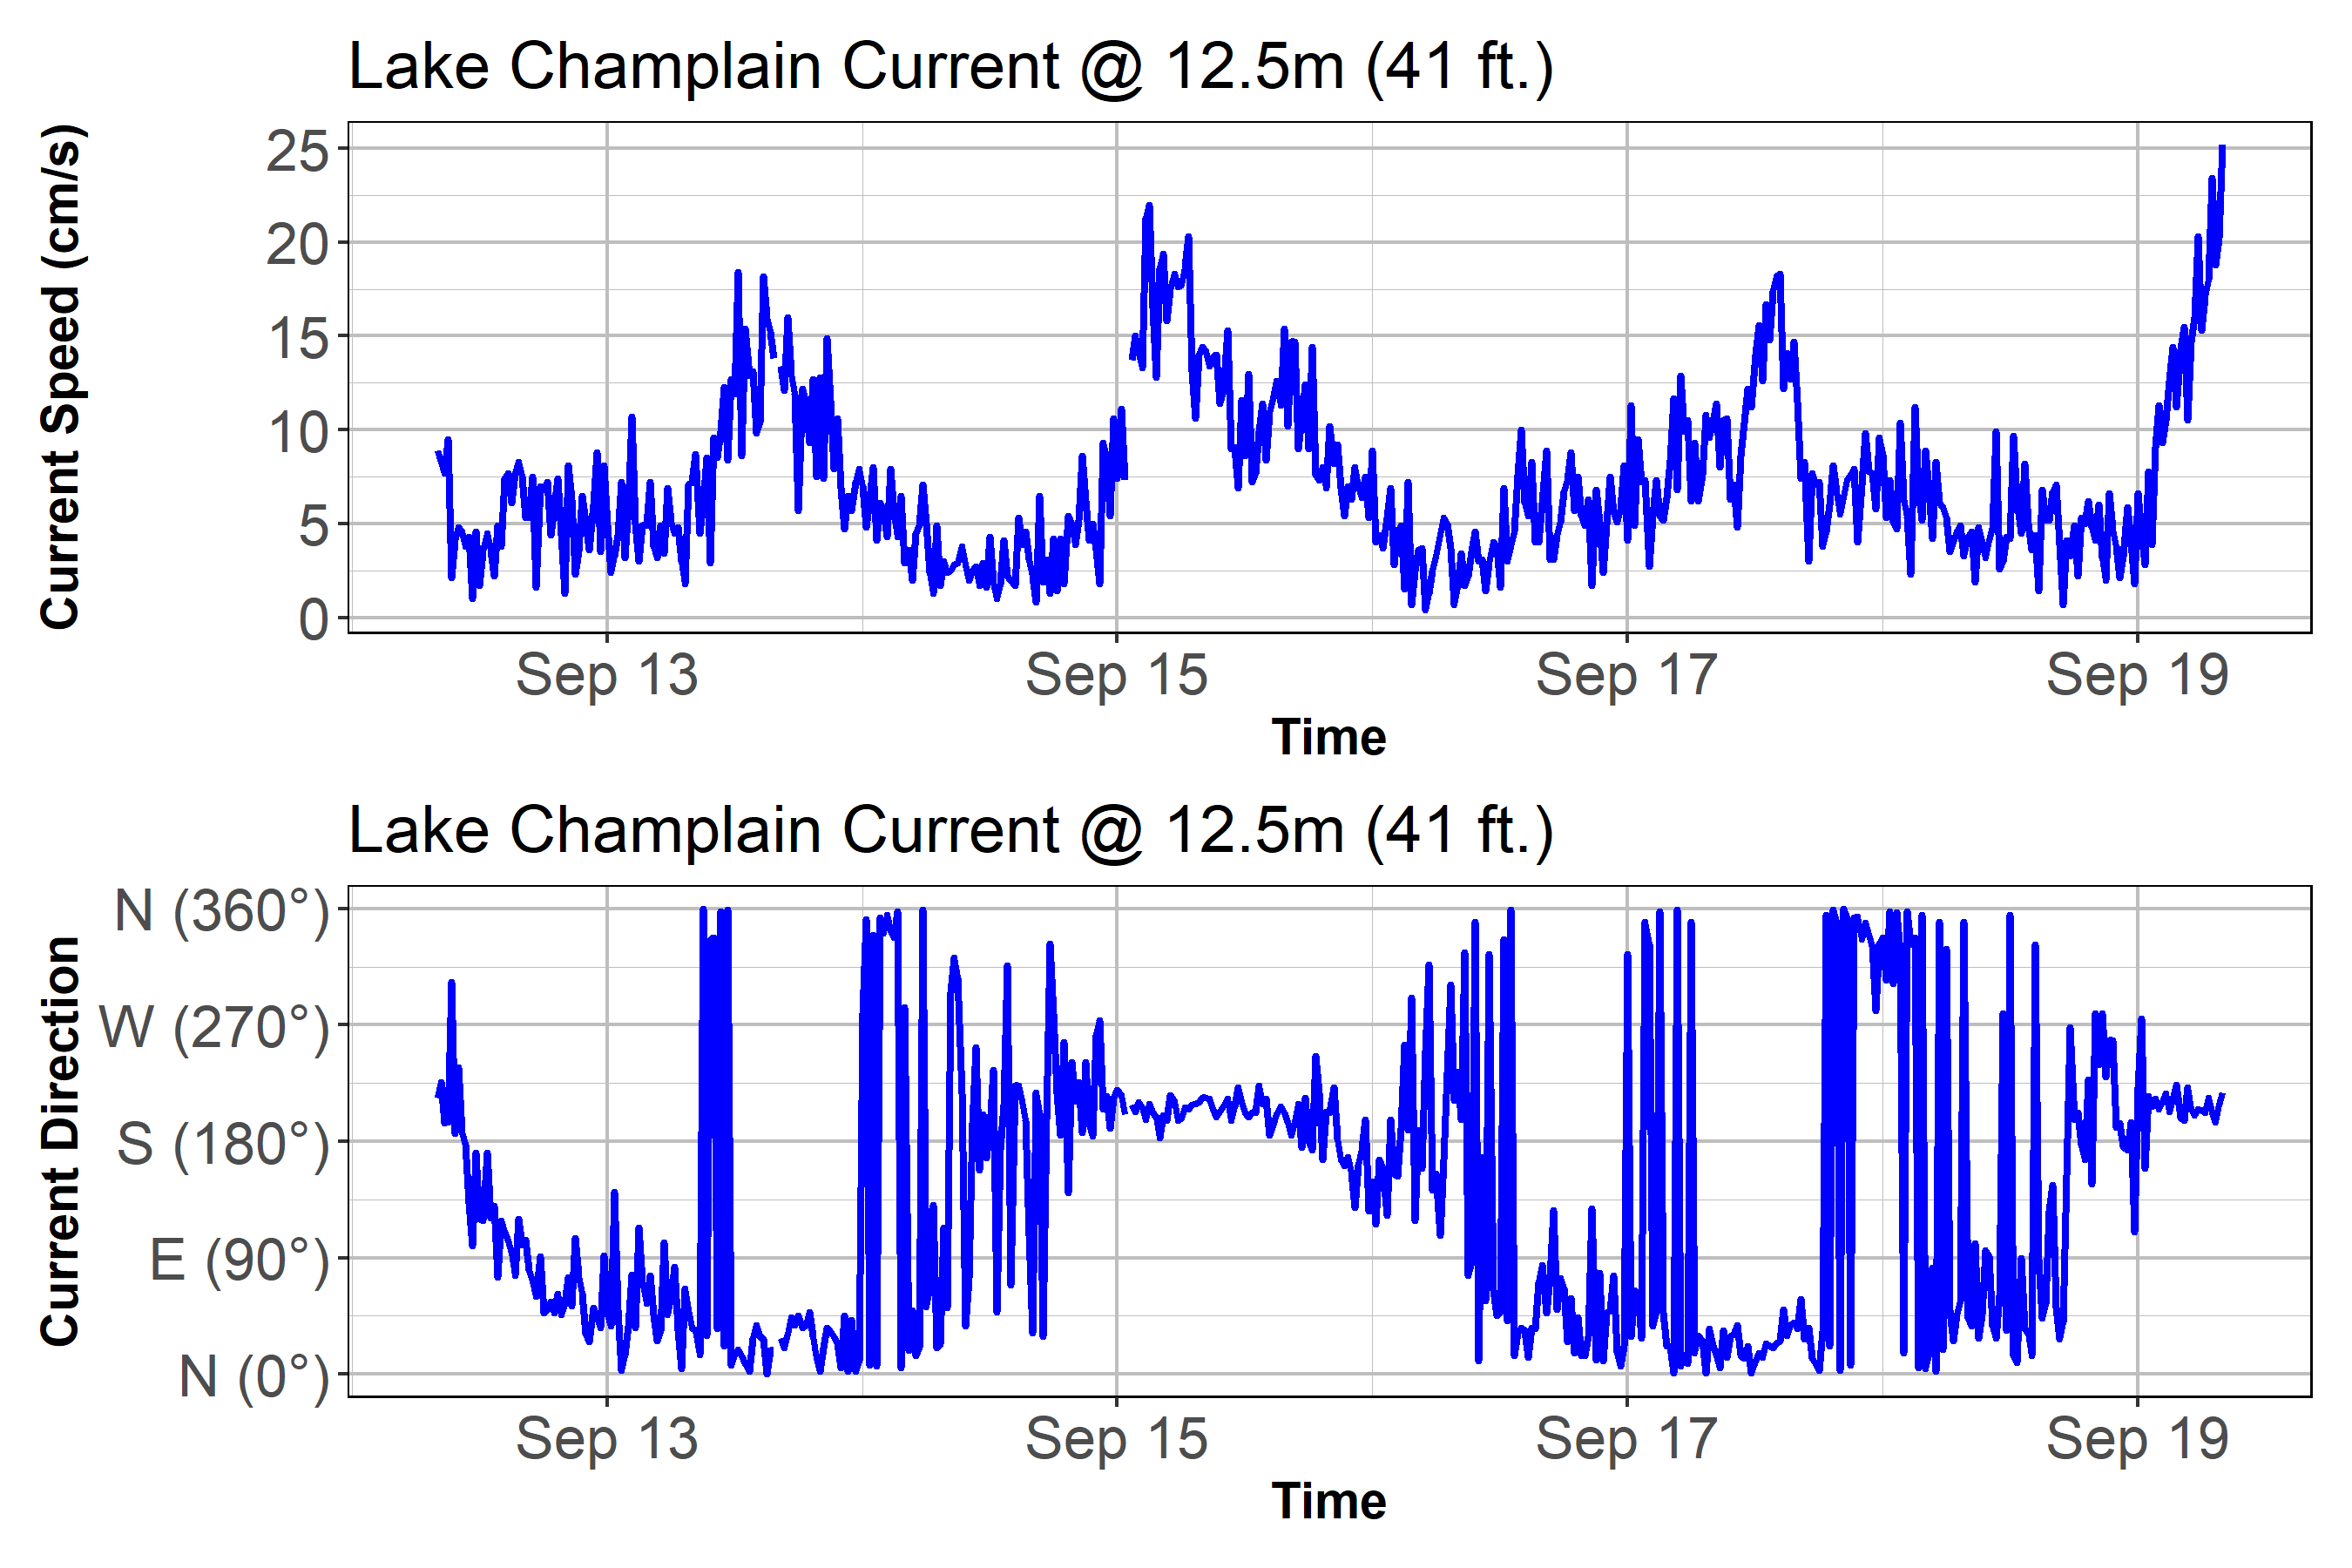 Lake Champlain Current @ 12.5m (41 ft.)
Current Speed (cm/s)
25
20
15
10
5
0
Sep 13 Sep 15 Sep 17 Sep 19
Time
Lake Champlain Current @ 12.5m (41 ft.)
Current Direction
N (360°)
W (270°)
S (180°)
E (90°)
N (0°)
Sep 13 Sep 15 Sep 17 Sep 19
Time